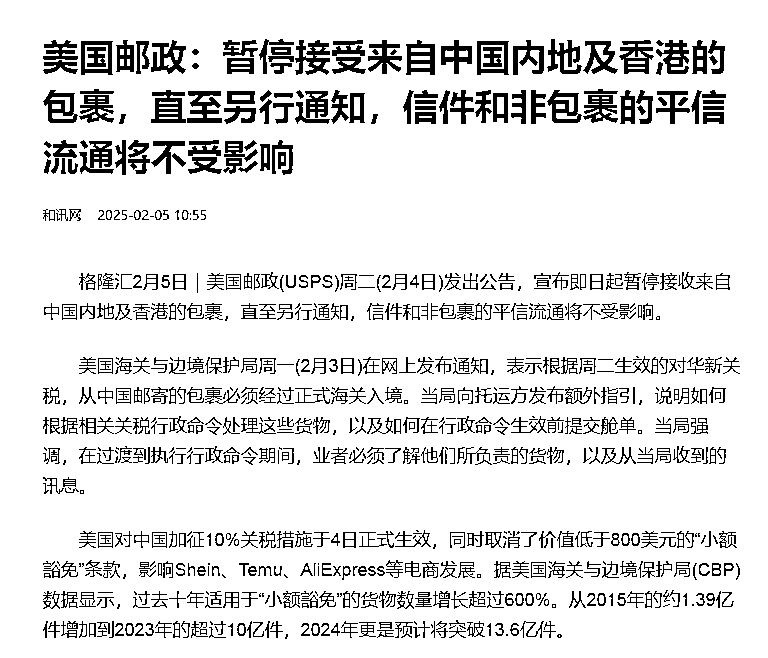 美国邮政：暂停接受来自中国内地及香港的
包裹，直至另行通知，信件和非包裹的平信
流通将不受影响
和讯网 2025-02-05 10:55
格隆汇2月5日｜美国邮政(USPS)周二(2月4日)发出公告，宣布即日起暂停接收来自
中国内地及香港的包裹，直至另行通知，信件和非包裹的平信流通将不受影响。
美国海关与边境保护局周一(2月3日)在网上发布通知，表示根据周二生效的对华新关
税，从中国邮寄的包裹必须经过正式海关入境。当局向托运方发布额外指引，说明如何
根据相关关税行政命令处理这些货物，以及如何在行政命令生效前提交舱单。当局强
调，在过渡到执行行政命令期间，业者必须了解他们所负责的货物，以及从当局收到的
讯息。
美国对中国加征10%关税措施于4日正式生效，同时取消了价值低于800美元的“小额
豁免”条款，影响Shein、Temu、AliExpress等电商发展。据美国海关与边境保护局(CBP)
数据显示，过去十年适用于“小额豁免”的货物数量增长超过600%。从2015年的约1.39亿
件增加到2023年的超过10亿件，2024年更是预计将突破13.6亿件。